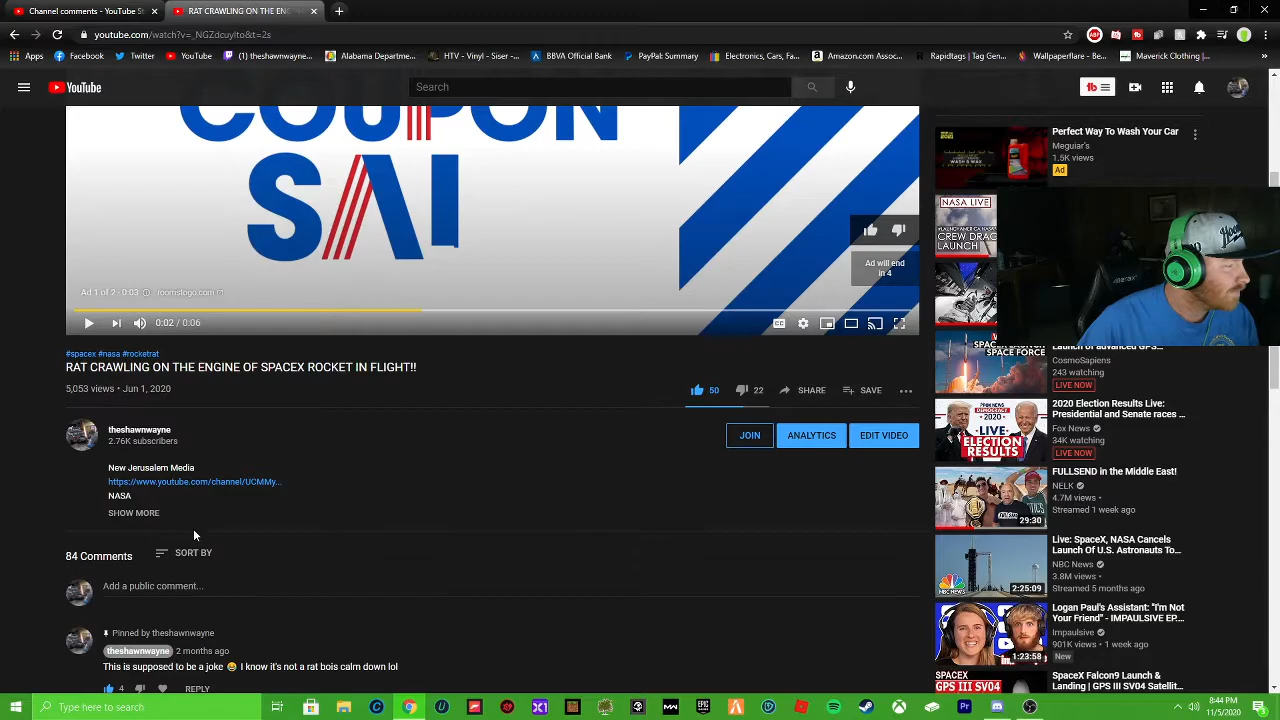 Channel comments - YouTube S
RAT CRAWLING ON THE EN
youtube.com/watch?v=_NGZdcuyIto&t=2s
Apps
Facebook
Twitter
YouTube
(1) theshawnwayne...
Alabama Departme...
HTV - Vinyl - Siser -...
BBVA Official Bank
PayPak Summary
Electronics, Cars, Fa...
Amazon.com Assoc...
Rapidtags | Tag Gen...
Wallpaperflare - Be...
Maverick Clothing |...
YouTube
Search
COUPON
SAL
Ad will end
in 4
Ad 1 of 2 · 0:03
roomstogo.com
0:02 / 0:06
#spacex #nasa #rocketrat
RAT CRAWLING ON THE ENGINE OF SPACEX ROCKET IN FLIGHT!!
5,053 views • Jun 1, 2020
50
22
SHARE
SAVE
theshawnwayne
2.76K subscribers
JOIN
ANALYTICS
EDIT VIDEO
New Jerusalem Media
https://www.youtube.com/channel/UCMMy...
NASA
SHOW MORE
84 Comments
SORT BY
Add a public comment...
Pinned by theshawnwayne
theshawnwayne 2 months ago
This is supposed to be a joke 😅 I know it's not a rat bois calm down lol
4
REPLY
Perfect Way To Wash Your Car
Meguiar's
1.5K views
Ad
NASA LIVE
CREW DRAG
LAUNCH
SPACE FORCE
Launch of advanced GPS...
CosmoSapiens
243 watching
LIVE NOW
DEMOCRACY
2020
LIVE
ELECTION
RESULTS
2020 Election Results Live:
Presidential and Senate races ...
Fox News
34K watching
LIVE NOW
29:30
FULLSEND in the Middle East!
NELK
4.7M views •
Streamed 1 week ago
2:25:09
Live: SpaceX, NASA Cancels
Launch Of U.S. Astronauts To...
NBC News
3.8M views •
Streamed 5 months ago
1:23:58
Logan Paul's Assistant: "I'm Not
Your Friend" - IMPAULSIVE EP....
Impaulsive
901K views • 1 week ago
New
SPACEX
GPS III SV04
SpaceX Falcon9 Launch &
Landing | GPS III SV04 Satellit...
Type here to search
8:44 PM
11/5/2020